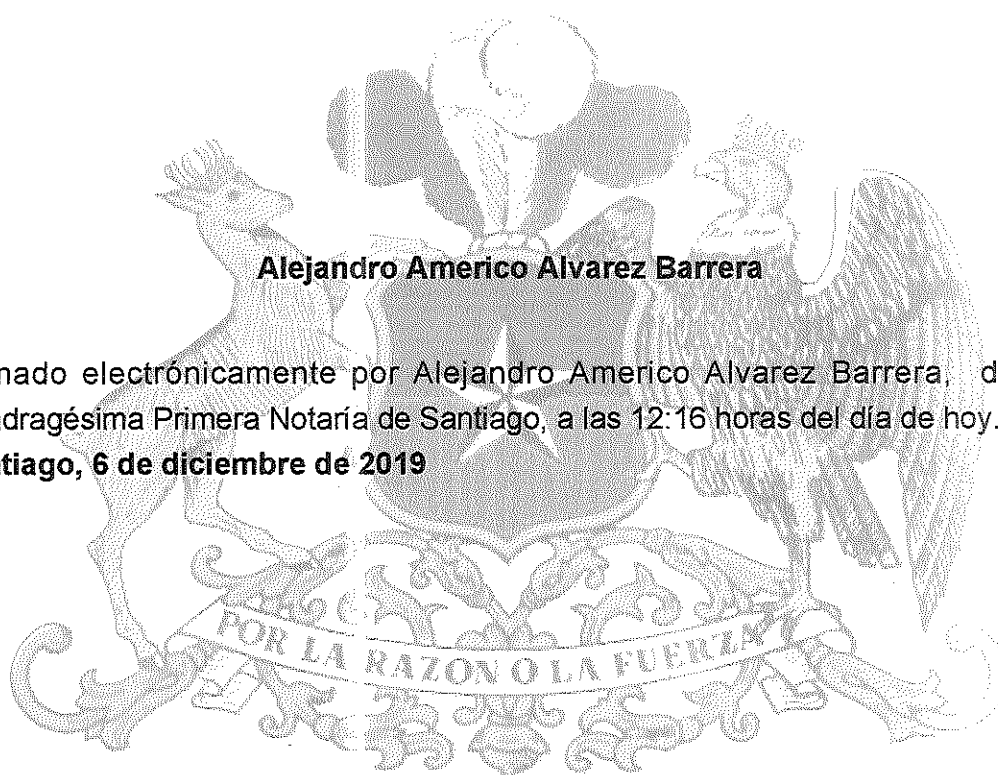 Alejandro Americo Alvarez Barrera
nado electrónicamente por Alejandro Americo Alvarez Barrera, d
dragésima Primera Notaría de Santiago, a las 12:16 horas del día de hoy.
tiago, 6 de diciembre de 2019
POR LA RAZON O LA FUERZA